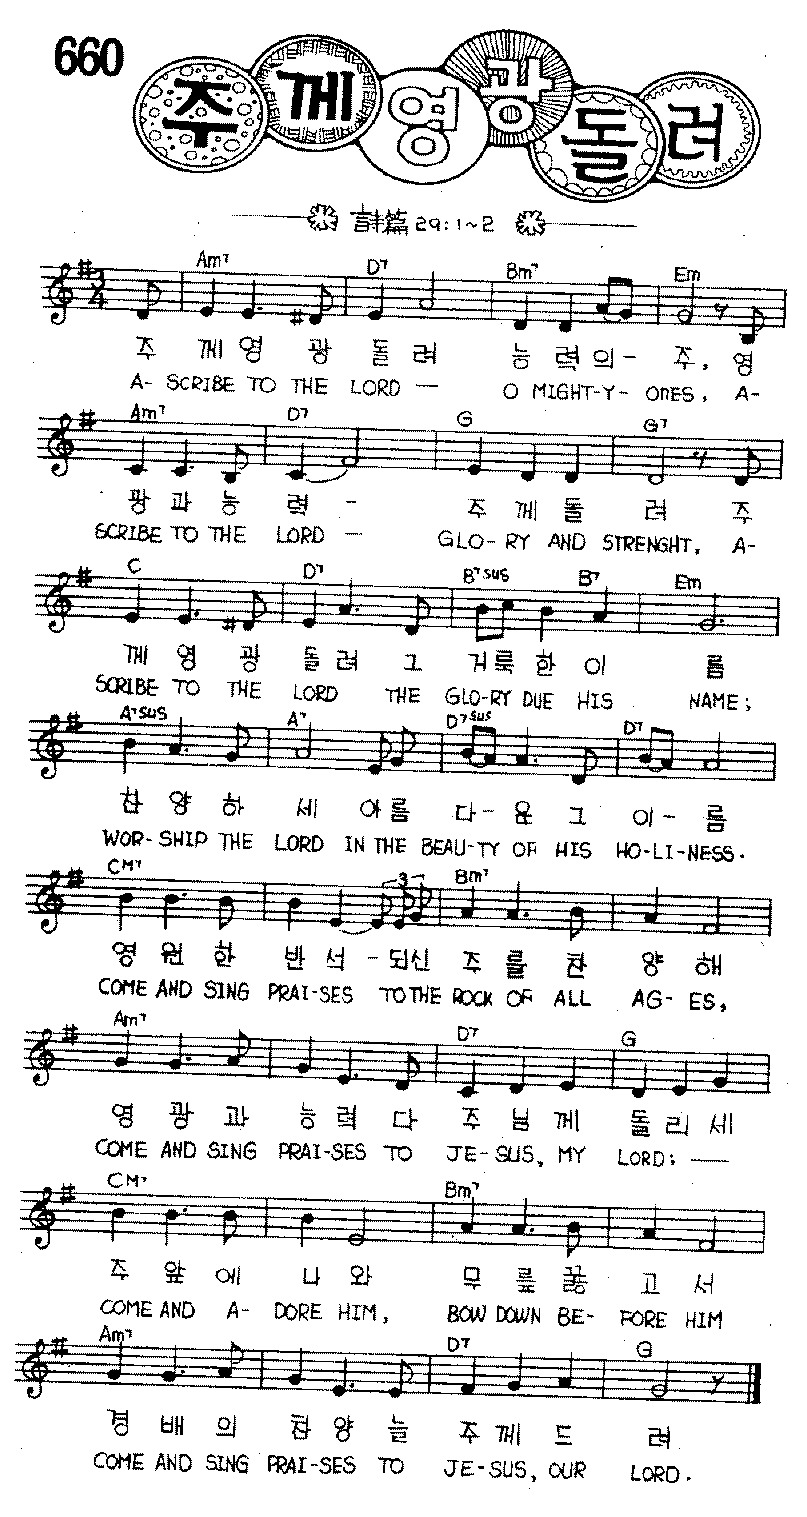 660
주께영광돌려
詩篇 29:1~2
Am7 D7 Bm7 Em
주 께영 광 돌 려 능 력의- 주, 영
A- SCRIBE TO THE LORD — O MIGHT-Y- ONES, A-
Am7 D7 G G7
광 과 능 력 - 주 께 돌 려 주
SCRIBE TO THE LORD — GLO-RY AND STRENGHT, A-
C D7 B7sus B7 Em
께 영 광 돌 려 그 거룩 한 이 름
SCRIBE TO THE LORD THE GLO-RY DUE HIS NAME;
A7sus A7 D7sus D7
찬 양 하 세 아름 다- 운 그 이- 름
WOR-SHIP THE LORD IN THE BEAU-TY OF HIS HO-LI-NESS.
CM7 3 Bm7
영 원 한 반 석 -되신 주 를 찬 양 해
COME AND SING PRAI-SES TO THE ROCK OF ALL AG-ES,
Am7 D7 G
영 광 과 능 력 다 주 님 께 돌 리 세
COME AND SING PRAI-SES TO JE-SUS, MY LORD; —
CM7 Bm7
주 앞 에 나 와 무 릎 꿇 고 서
COME AND A-DORE HIM, BOW DOWN BE-FORE HIM
Am7 D7 G
경 배 의 찬 양 늘 주 께 드 려
COME AND SING PRAI-SES TO JE-SUS, OUR LORD.